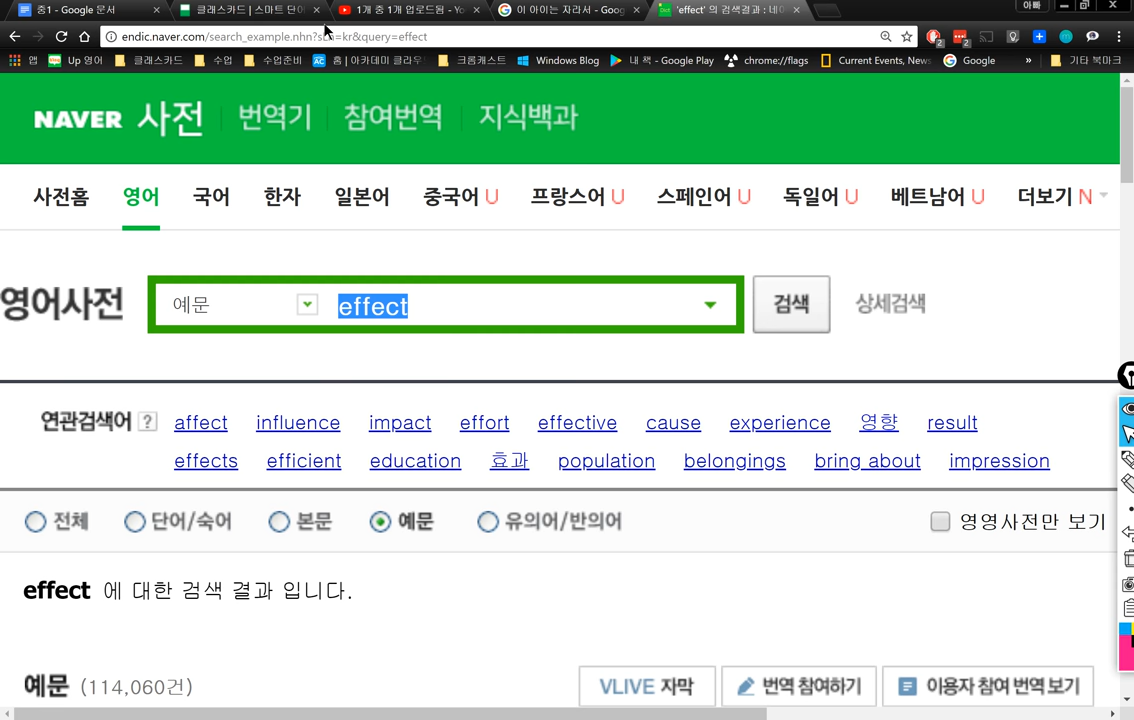 중1 - Google 문서 × 클래스카드 | 스마트 단어 × 1개 중 1개 업로드됨 - Yo × 이 아이는 자라서 - Goog × 'effect' 의 검색결과 : 네이 × 아빠
endic.naver.com/search_example.nhn?s =kr&query=effect
앱 Up 영어 클래스카드 수업 수업준비 홈 | 아카데미 클라우 크롬캐스트 Windows Blog 내 책 - Google Play chrome://flags Current Events, News Google » 기타 북마크
NAVER 사전 번역기 참여번역 지식백과
사전홈 영어 국어 한자 일본어 중국어 U 프랑스어 U 스페인어 U 독일어 U 베트남어 U 더보기 N
영어사전 예문 effect 검색 상세검색
연관검색어 ? affect influence impact effort effective cause experience 영향 result
effects efficient education 효과 population belongings bring about impression
전체 단어/숙어 본문 예문 유의어/반의어 영영사전만 보기
effect 에 대한 검색 결과 입니다.
예문 (114,060건) VLIVE 자막 번역 참여하기 이용자 참여 번역 보기